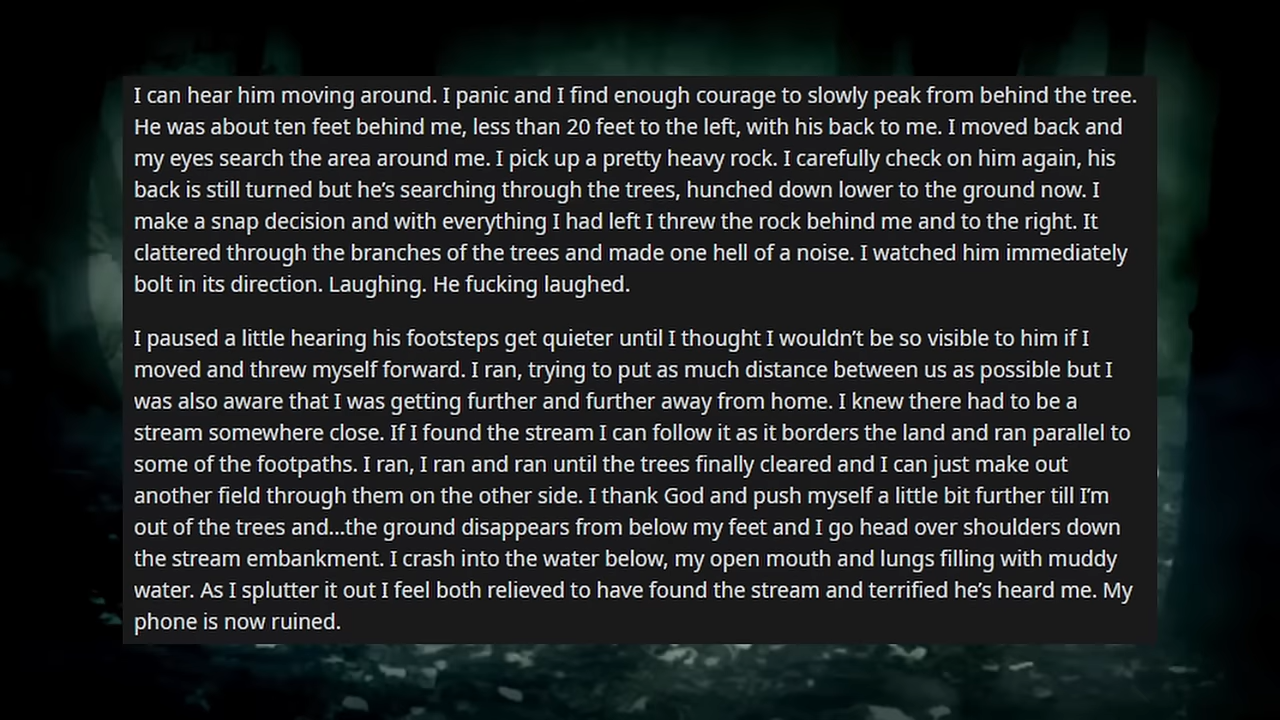 I can hear him moving around. I panic and I find enough courage to slowly peak from behind the tree.
He was about ten feet behind me, less than 20 feet to the left, with his back to me. I moved back and
my eyes search the area around me. I pick up a pretty heavy rock. I carefully check on him again, his
back is still turned but he’s searching through the trees, hunched down lower to the ground now. I
make a snap decision and with everything I had left I threw the rock behind me and to the right. It
clattered through the branches of the trees and made one hell of a noise. I watched him immediately
bolt in its direction. Laughing. He fucking laughed.
I paused a little hearing his footsteps get quieter until I thought I wouldn’t be so visible to him if I
moved and threw myself forward. I ran, trying to put as much distance between us as possible but I
was also aware that I was getting further and further away from home. I knew there had to be a
stream somewhere close. If I found the stream I can follow it as it borders the land and ran parallel to
some of the footpaths. I ran, I ran and ran until the trees finally cleared and I can just make out
another field through them on the other side. I thank God and push myself a little bit further till I’m
out of the trees and...the ground disappears from below my feet and I go head over shoulders down
the stream embankment. I crash into the water below, my open mouth and lungs filling with muddy
water. As I splutter it out I feel both relieved to have found the stream and terrified he’s heard me. My
phone is now ruined.